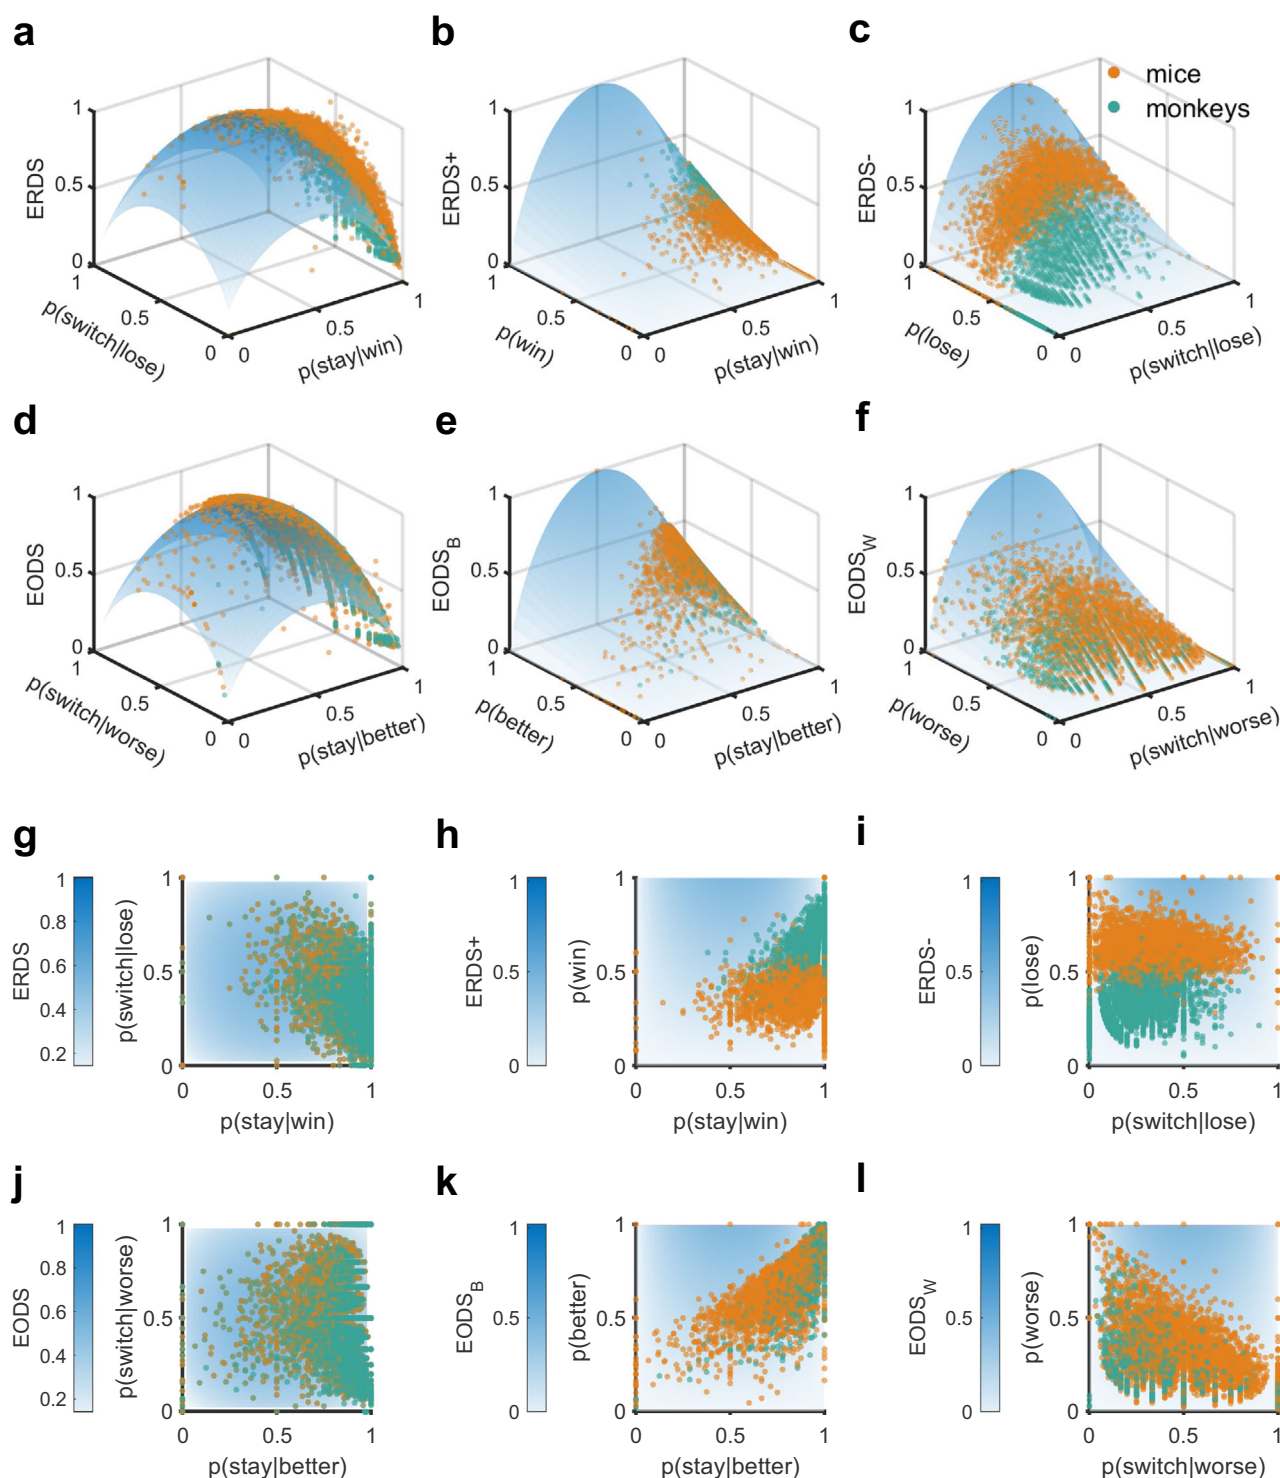 a
b
c
mice
monkeys
1
0.5
0
ERDS
1
0.5
0
p(switch|lose)
0
0.5
1
p(stay|win)
1
0.5
0
ERDS+
1
0.5
0
p(win)
0
0.5
1
p(stay|win)
1
0.5
0
ERDS-
1
0.5
0
p(lose)
0
0.5
1
p(switch|lose)
d
e
f
1
0.5
0
EODS
1
0.5
0
p(switch|worse)
0
0.5
1
p(stay|better)
1
0.5
0
EODS_B
1
0.5
0
p(better)
0
0.5
1
p(stay|better)
1
0.5
0
EODS_W
1
0.5
0
p(worse)
0
0.5
1
p(switch|worse)
g
h
i
ERDS
1
0.8
0.6
0.4
0.2
p(switch|lose)
1
0.5
0
0 0.5 1
p(stay|win)
ERDS+
1
0.5
0
p(win)
1
0.5
0
0 0.5 1
p(stay|win)
ERDS-
1
0.5
0
p(lose)
1
0.5
0
0 0.5 1
p(switch|lose)
j
k
l
EODS
1
0.8
0.6
0.4
0.2
p(switch|worse)
1
0.5
0
0 0.5 1
p(stay|better)
EODS_B
1
0.5
0
p(better)
1
0.5
0
0 0.5 1
p(stay|better)
EODS_W
1
0.5
0
p(worse)
1
0.5
0
0 0.5 1
p(switch|worse)